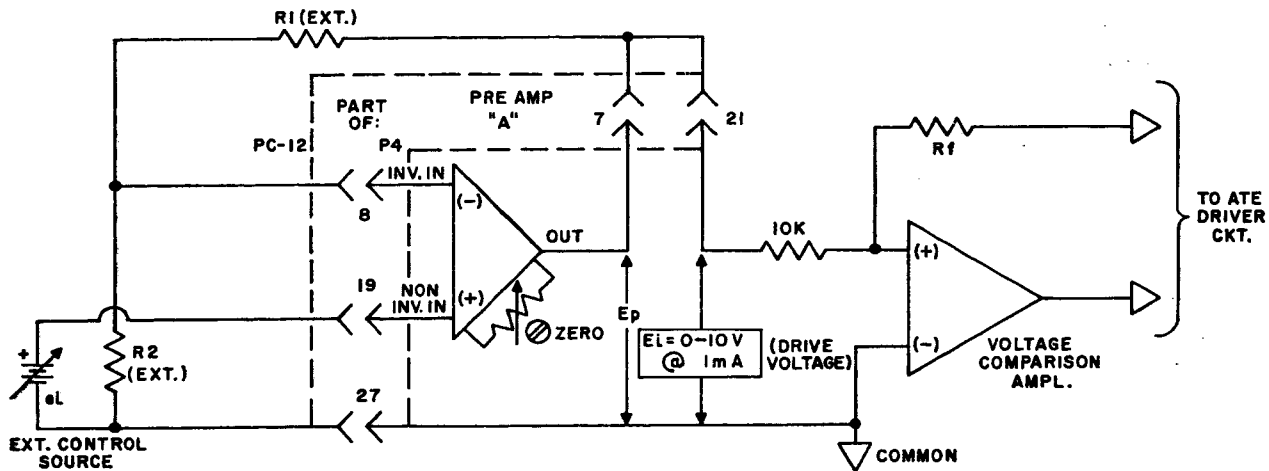 R1 (EXT.)
PART
OF:
PRE AMP
"A"
7
21
PC-12
P4
INV. IN
(-)
8
OUT
19
NON
INV. IN
(+)
ZERO
Ep
Ei = 0-10V
@ 1mA
(DRIVE
VOLTAGE)
10K
Rf
(+)
(-)
VOLTAGE
COMPARISON
AMPL.
TO ATE
DRIVER
CKT.
+
R2
(EXT.)
eL
27
EXT. CONTROL
SOURCE
COMMON